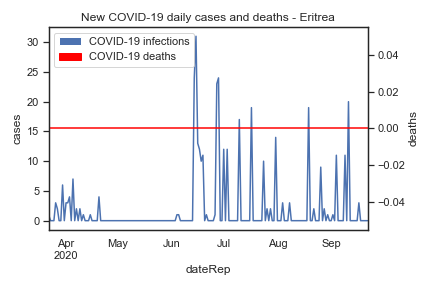 New COVID-19 daily cases and deaths - Eritrea
COVID-19 infections
COVID-19 deaths
cases
30
25
20
15
10
5
0
deaths
0.04
0.02
0.00
−0.02
−0.04
Apr May Jun Jul Aug Sep
2020
dateRep